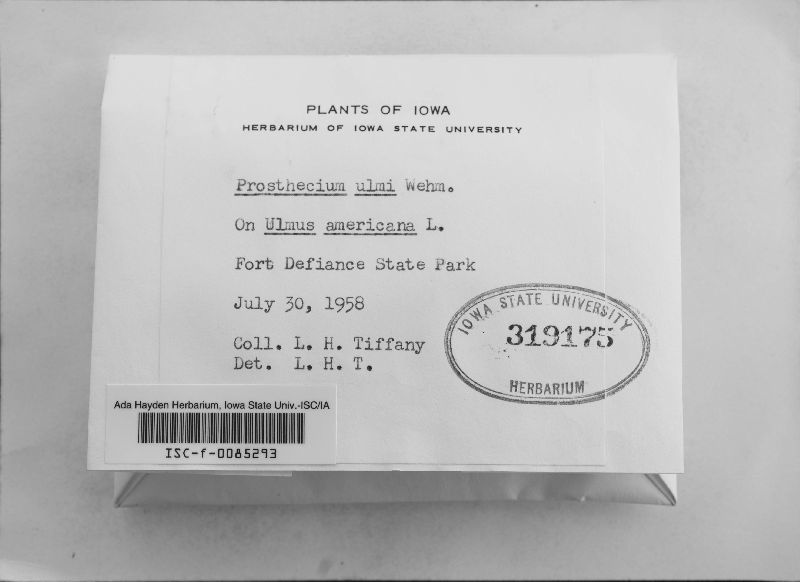 PLANTS OF IOWA
HERBARIUM OF IOWA STATE UNIVERSITY
Prosthecium ulmi Wehm.
On Ulmus americana L.
Fort Defiance State Park
July 30, 1958
Coll. L. H. Tiffany
Det. L. H. T.
IOWA STATE UNIVERSITY
319175
HERBARIUM
Ada Hayden Herbarium, Iowa State Univ.-ISC/IA
ISC-f-0085293